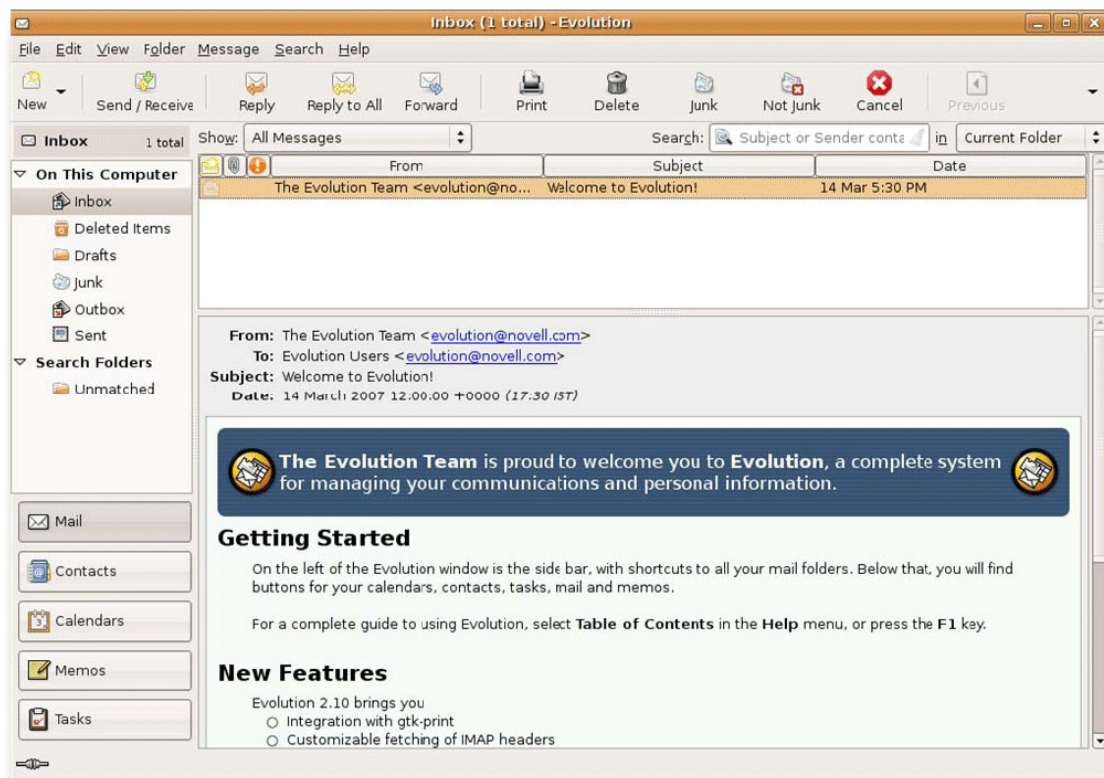 Inbox (1 total) - Evolution
File Edit View Folder Message Search Help
New Send / Receive Reply Reply to All Forward Print Delete Junk Not Junk Cancel Previous
Inbox 1 total Show: All Messages Search: Subject or Sender conta in Current Folder
From Subject Date
The Evolution Team <evolution@no... Welcome to Evolution! 14 Mar 5:30 PM
On This Computer
Inbox
Deleted Items
Drafts
Junk
Outbox
Sent
Search Folders
Unmatched
Mail
Contacts
Calendars
Memos
Tasks
From: The Evolution Team <evolution@novell.com>
To: Evolution Users <evolution@novell.com>
Subject: Welcome to Evolution!
Date: 14 March 2007 12:00:00 +0000 (17:30 IST)
The Evolution Team is proud to welcome you to Evolution, a complete system
for managing your communications and personal information.
Getting Started
On the left of the Evolution window is the side bar, with shortcuts to all your mail folders. Below that, you will find
buttons for your calendars, contacts, tasks, mail and memos.
For a complete guide to using Evolution, select Table of Contents in the Help menu, or press the F1 key.
New Features
Evolution 2.10 brings you
Integration with gtk-print
Customizable fetching of IMAP headers